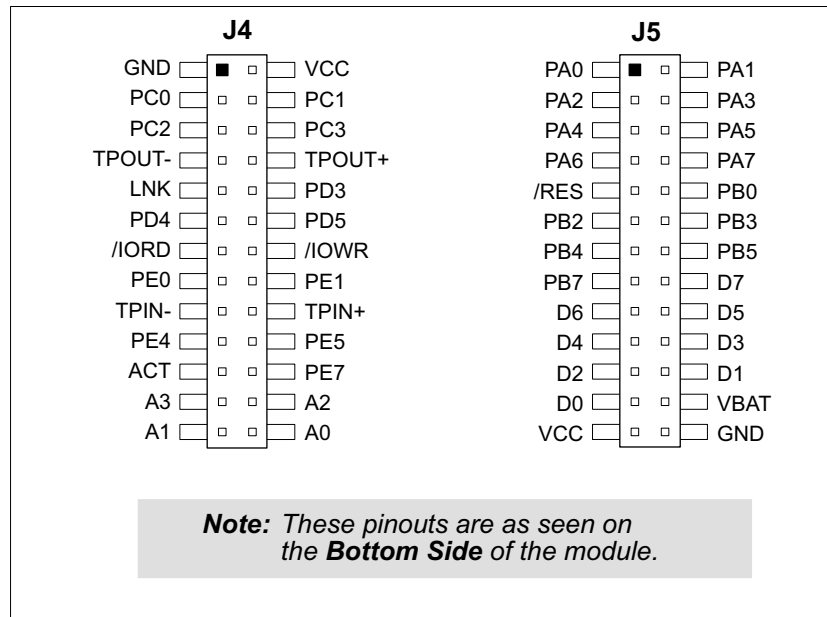 J4 J5
GND VCC PA0 PA1
PC0 PC1 PA2 PA3
PC2 PC3 PA4 PA5
TPOUT- TPOUT+ PA6 PA7
LNK PD3 /RES PB0
PD4 PD5 PB2 PB3
/IORD /IOWR PB4 PB5
PE0 PE1 PB7 D7
TPIN- TPIN+ D6 D5
PE4 PE5 D4 D3
ACT PE7 D2 D1
A3 A2 D0 VBAT
A1 A0 VCC GND
Note: These pinouts are as seen on
the Bottom Side of the module.